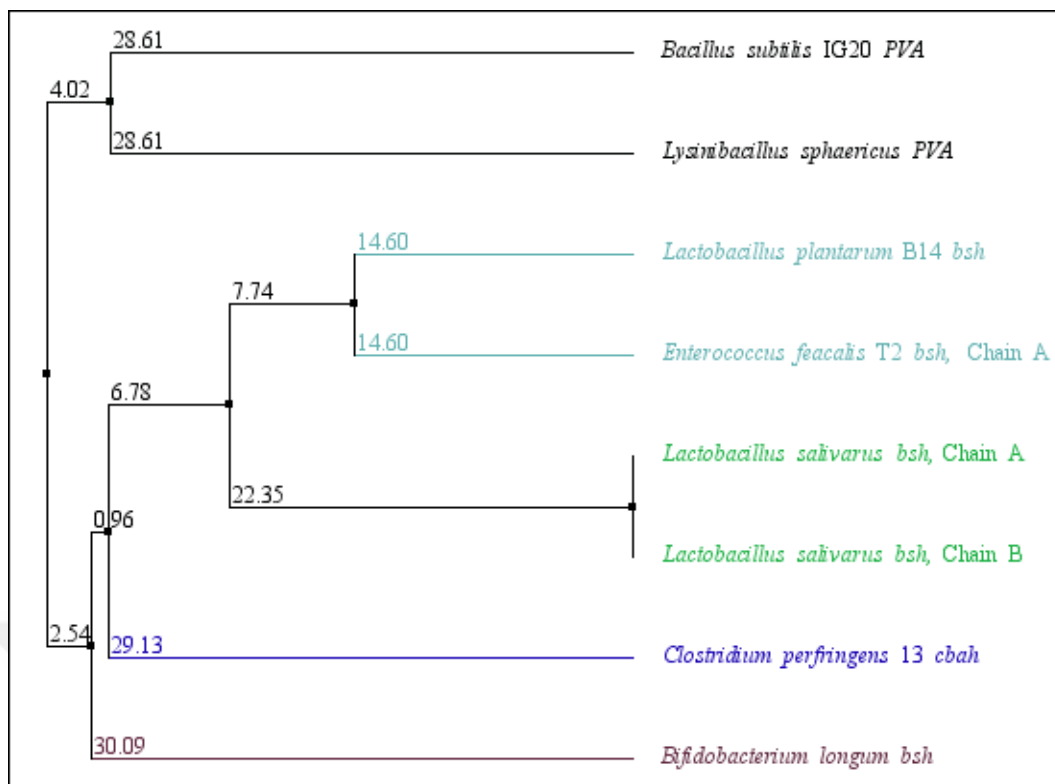 28.61
Bacillus subtilis IG20 PVA
4.02
28.61
Lysinibacillus sphaericus PVA
14.60
Lactobacillus plantarum B14 bsh
7.74
14.60
Enterococcus feacalis T2 bsh, Chain A
6.78
Lactobacillus salivarus bsh, Chain A
22.35
0.96
Lactobacillus salivarus bsh, Chain B
2.54
29.13
Clostridium perfringens 13 cbah
30.09
Bifidobacterium longum bsh